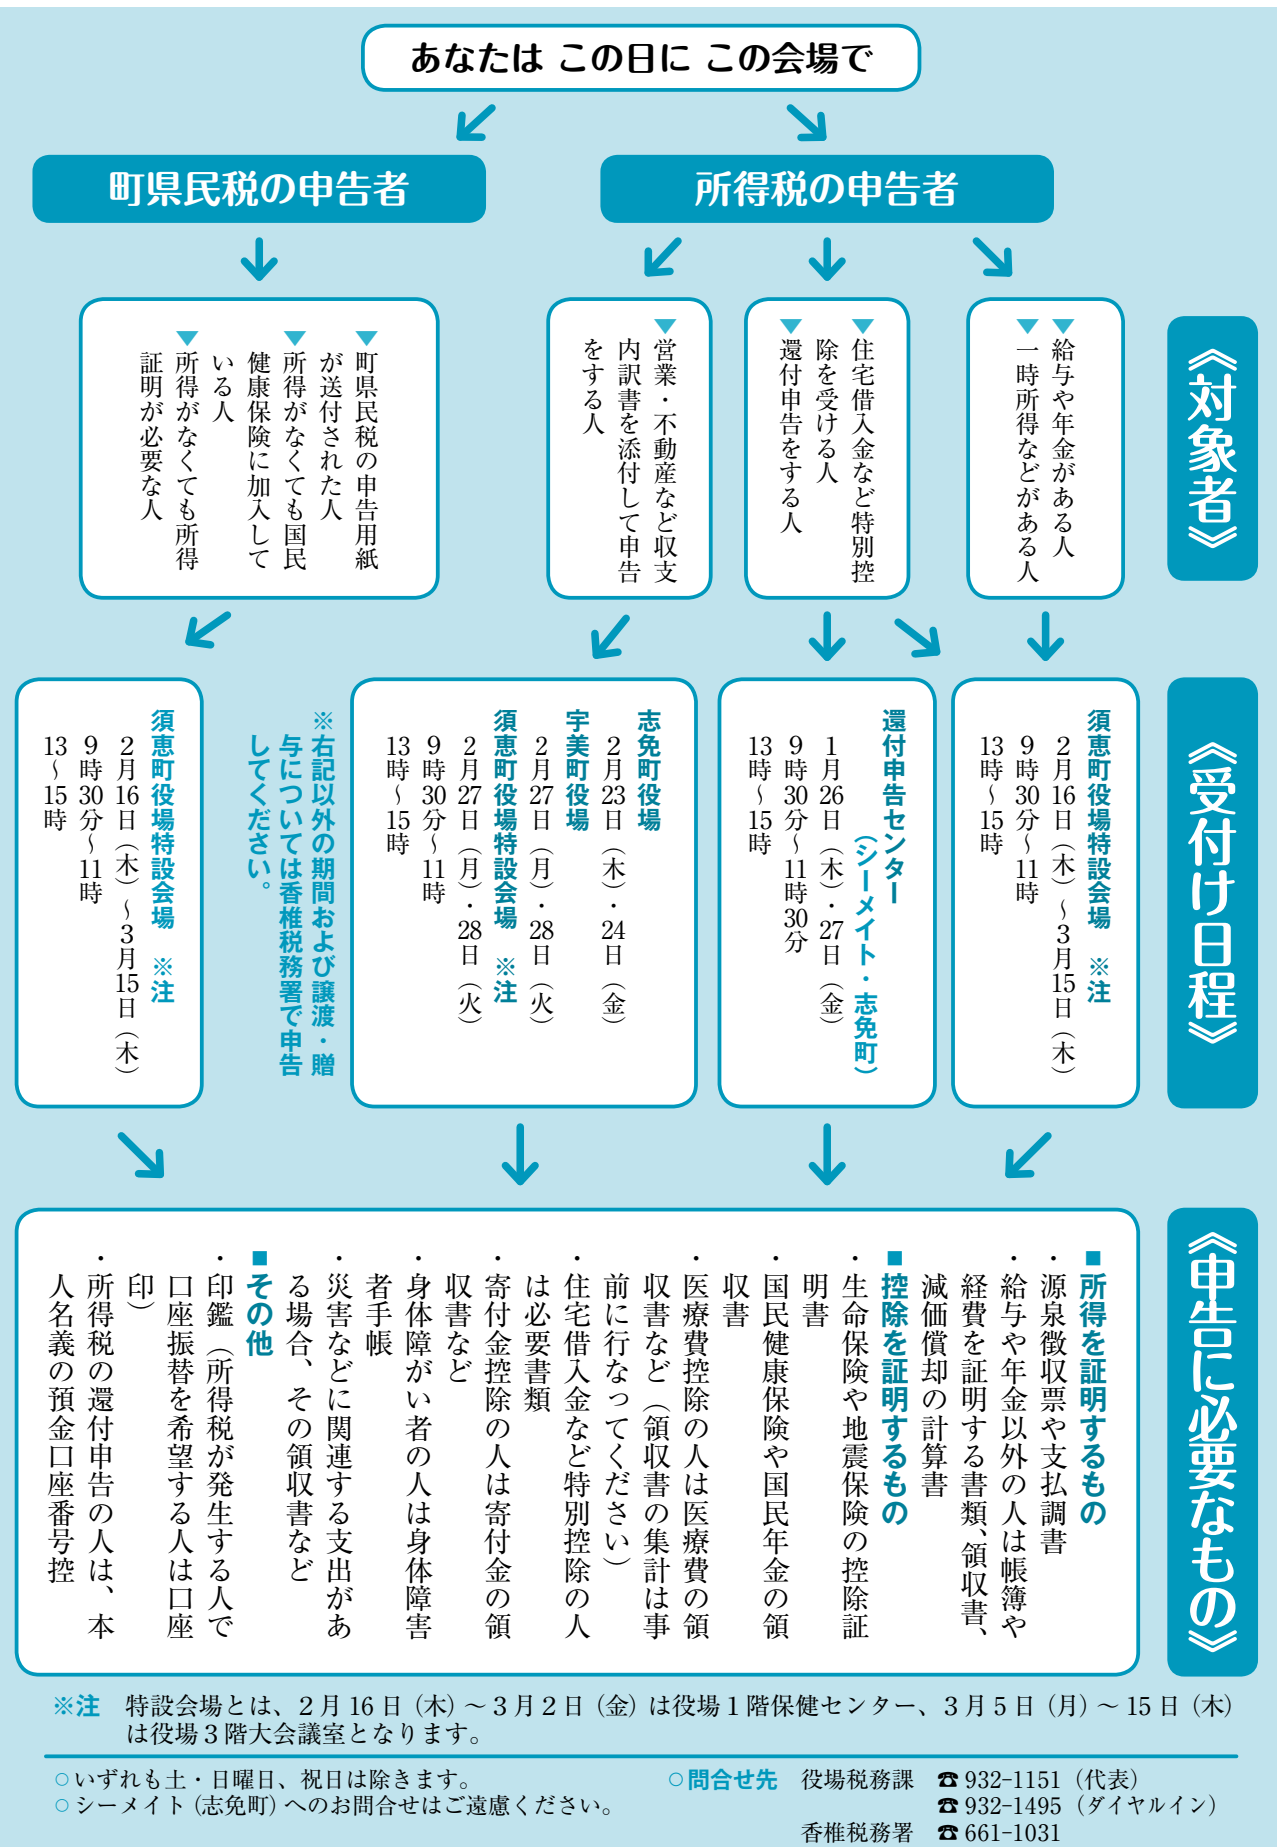 あなたは この日に この会場で
町県民税の申告者
所得税の申告者
《対象者》
▼給与や年金がある人
▼一時所得などがある人
▼住宅借入金など特別控
除を受ける人
▼還付申告をする人
▼営業・不動産など収支
内訳書を添付して申告
をする人
▼町県民税の申告用紙
が送付された人
▼所得がなくても国民
健康保険に加入して
いる人
▼所得がなくても所得
証明が必要な人
《受付け日程》
須恵町役場特設会場 ※注
2月16日(木)~3月15日(木)
9時30分~11時
13時~15時
還付申告センター
(シーメイト・志免町)
1月26日(木)・27日(金)
9時30分~11時30分
13時~15時
志免町役場
2月23日(木)・24日(金)
宇美町役場
2月27日(月)・28日(火)
須恵町役場特設会場 ※注
2月27日(月)・28日(火)
9時30分~11時
13時~15時
※右記以外の期間および譲渡・贈
与については香椎税務署で申告
してください。
須恵町役場特設会場 ※注
2月16日(木)~3月15日(木)
9時30分~11時
13~15時
《申告に必要なもの》
■所得を証明するもの
・源泉徴収票や支払調書
・給与や年金以外の人は帳簿や
経費を証明する書類、領収書、
減価償却の計算書
■控除を証明するもの
・生命保険や地震保険の控除証
明書
・国民健康保険や国民年金の領
収書
・医療費控除の人は医療費の領
収書など(領収書の集計は事
前に行なってください)
・住宅借入金など特別控除の人
は必要書類
・寄付金控除の人は寄付金の領
収書など
・身体障がい者の人は身体障害
者手帳
・災害などに関連する支出があ
る場合、その領収書など
■その他
・印鑑(所得税が発生する人で
口座振替を希望する人は口座
印)
・所得税の還付申告の人は、本
人名義の預金口座番号控
※注 特設会場とは、2月16日(木)~3月2日(金)は役場1階保健センター、3月5日(月)~15日(木)
は役場3階大会議室となります。
○いずれも土・日曜日、祝日は除きます。
○シーメイト(志免町)へのお問合せはご遠慮ください。
○問合せ先 役場税務課 ☎932-1151(代表)
☎932-1495(ダイヤルイン)
香椎税務署 ☎661-1031